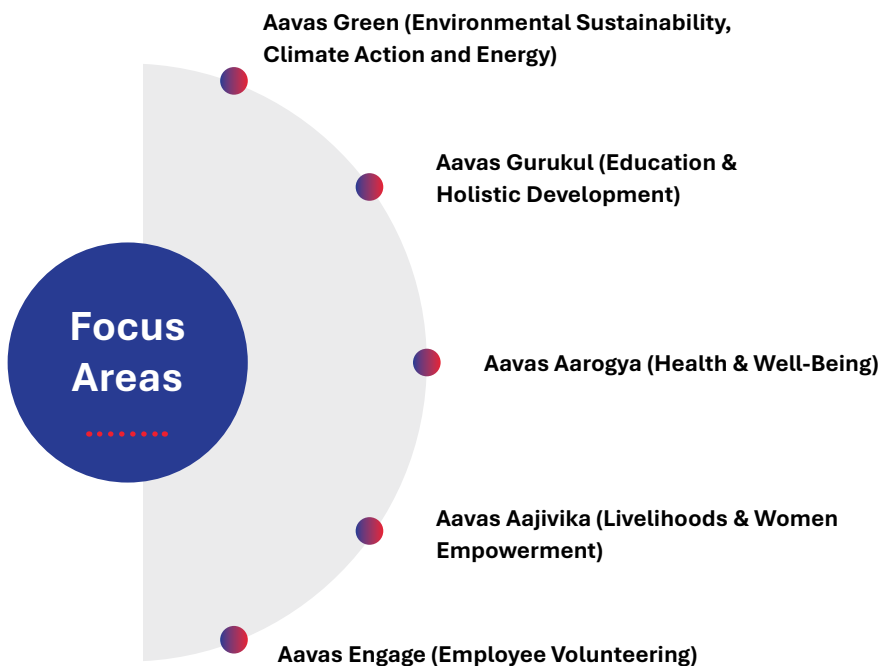 Aavas Green (Environmental Sustainability,
Climate Action and Energy)
Aavas Gurukul (Education &
Holistic Development)
Focus
Areas
Aavas Aarogya (Health & Well-Being)
Aavas Aajivika (Livelihoods & Women
Empowerment)
Aavas Engage (Employee Volunteering)